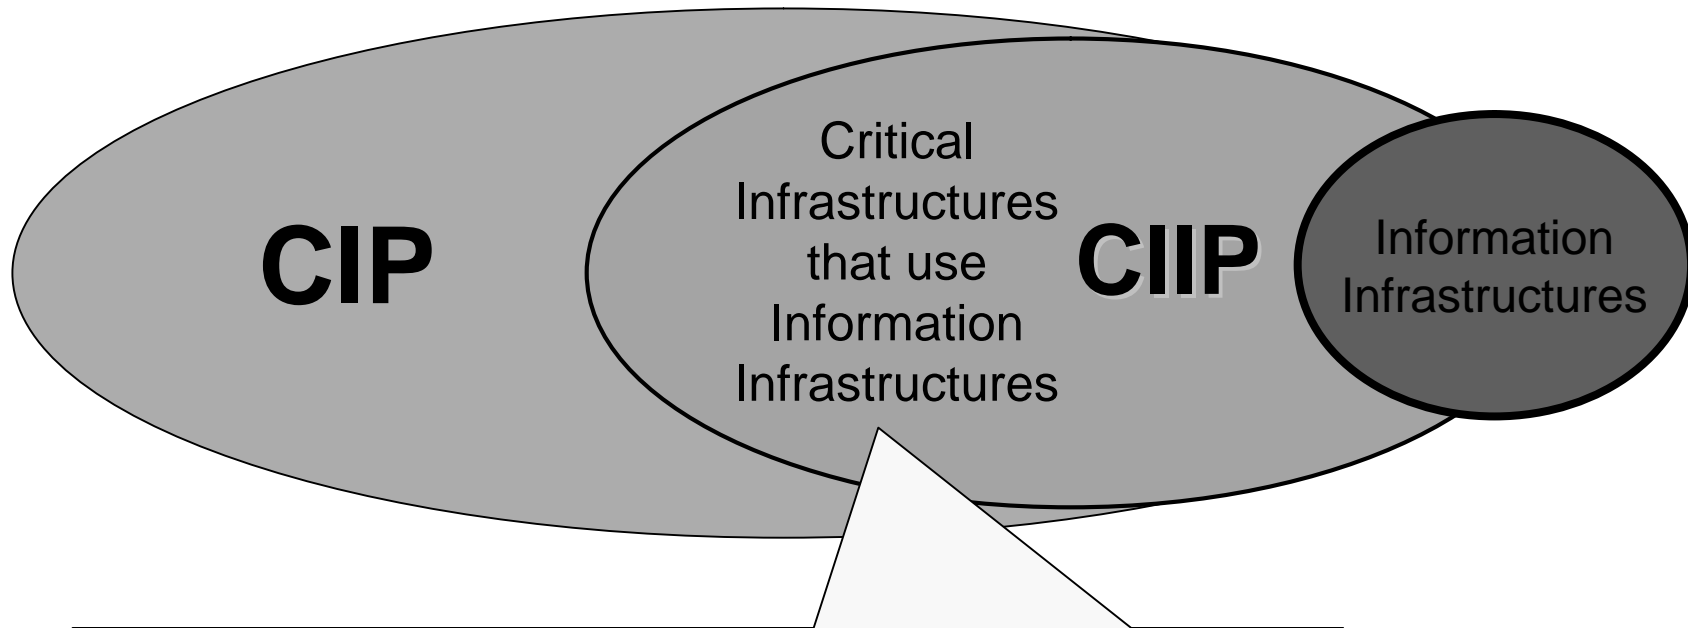 CIP
Critical
Infrastructures
that use
Information
Infrastructures
CIIP
Information
Infrastructures